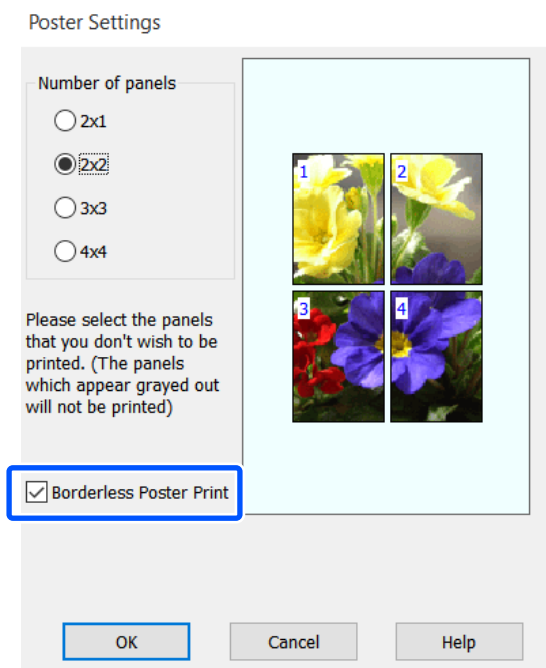 Poster Settings
Number of panels
2x1
2x2
3x3
4x4
Please select the panels
that you don't wish to be
printed. (The panels
which appear grayed out
will not be printed)
Borderless Poster Print
1
2
3
4
OK
Cancel
Help